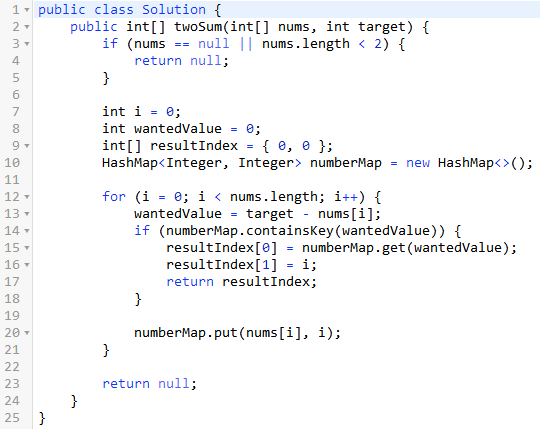 1 public class Solution {
2     public int[] twoSum(int[] nums, int target) {
3         if (nums == null || nums.length < 2) {
4             return null;
5         }
6
7         int i = 0;
8         int wantedValue = 0;
9         int[] resultIndex = { 0, 0 };
10         HashMap<Integer, Integer> numberMap = new HashMap<>();
11
12         for (i = 0; i < nums.length; i++) {
13             wantedValue = target - nums[i];
14             if (numberMap.containsKey(wantedValue)) {
15                 resultIndex[0] = numberMap.get(wantedValue);
16                 resultIndex[1] = i;
17                 return resultIndex;
18             }
19
20             numberMap.put(nums[i], i);
21         }
22
23         return null;
24     }
25 }